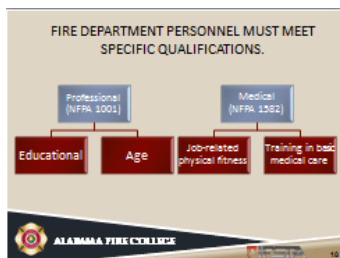 FIRE DEPARTMENT PERSONNEL MUST MEET
SPECIFIC QUALIFICATIONS.
Professional
(NFPA 1001)
Medical
(NFPA 1582)
Educational
Age
Job-related
physical fitness
Training in basic
medical care
ALABAMA FIRE COLLEGE